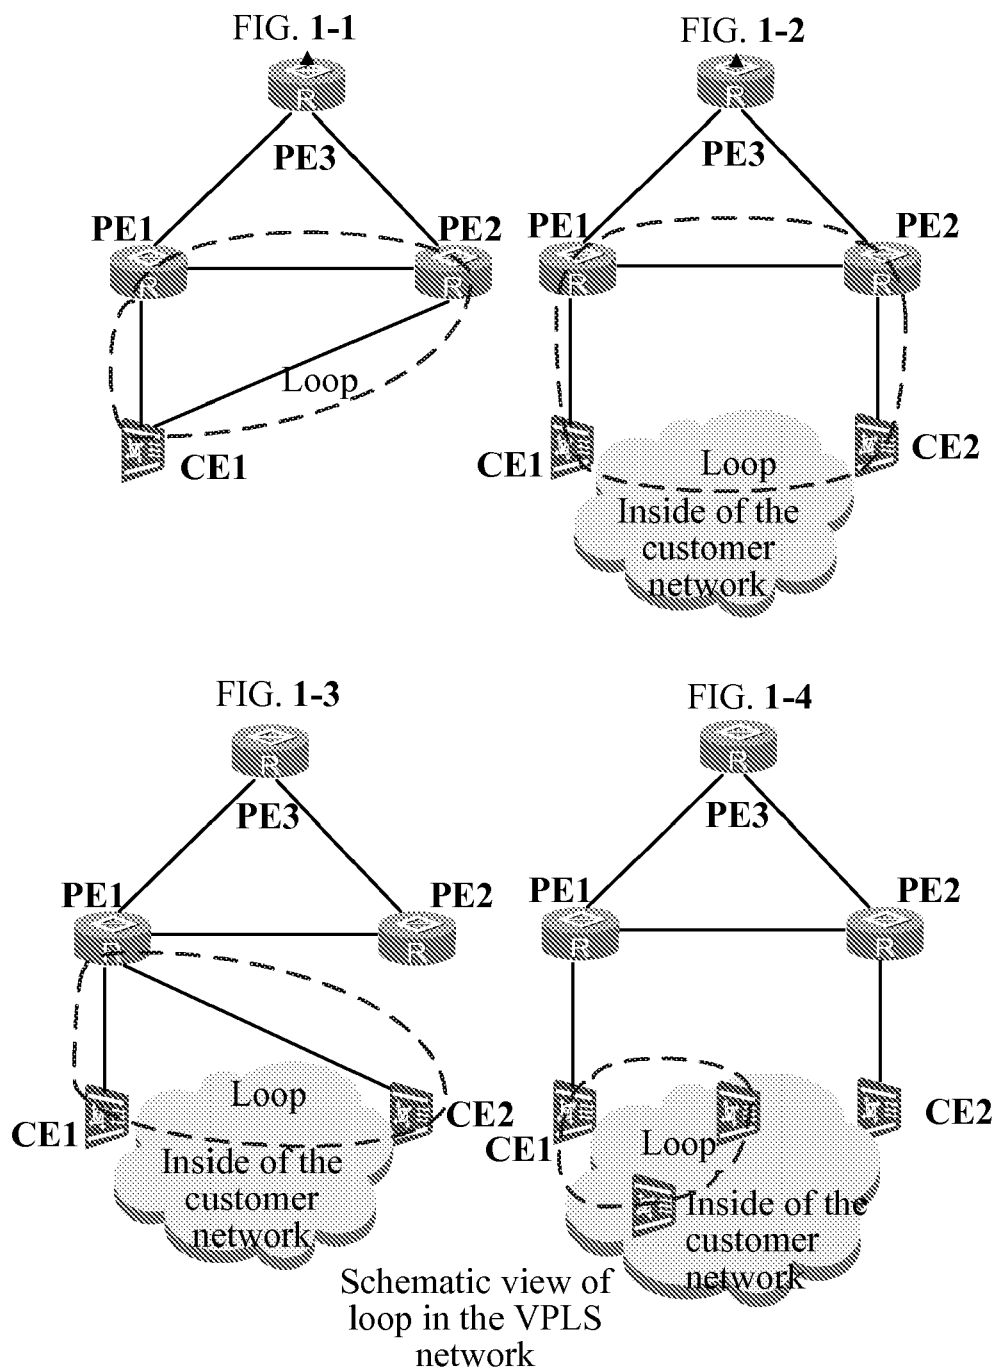 FIG. 1-1
R
PE3
PE1
PE2
R
R
Loop
CE1
FIG. 1-2
R
PE3
PE1
PE2
R
R
CE1
CE2
Loop
Inside of the
customer
network
FIG. 1-3
R
PE3
PE1
PE2
R
R
Loop
CE1
CE2
Inside of the
customer
network
FIG. 1-4
R
PE3
PE1
PE2
R
R
CE1
CE2
Loop
Inside of the
customer
network
Schematic view of
loop in the VPLS
network